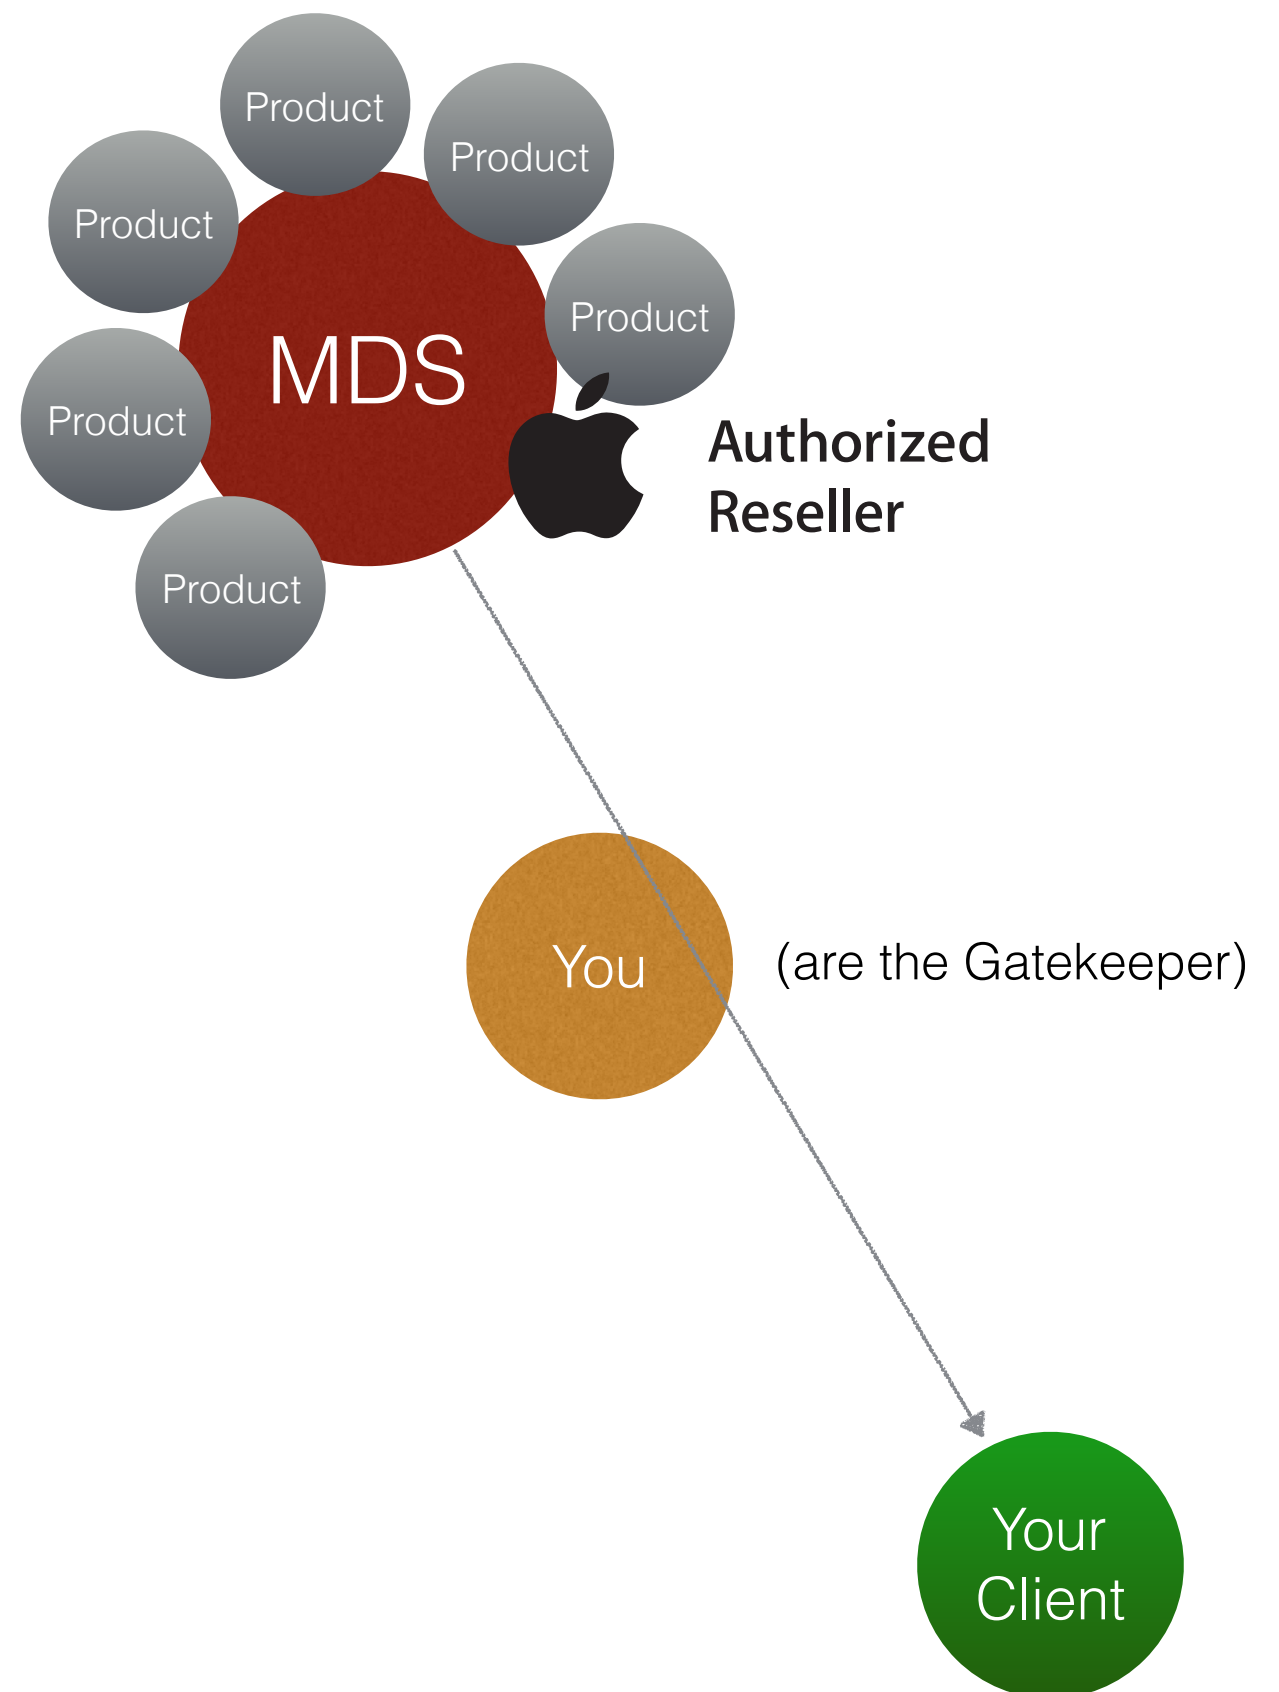 Product
Product
Product
Product
MDS
Product
Authorized
Reseller
Product
You
(are the Gatekeeper)
Your
Client